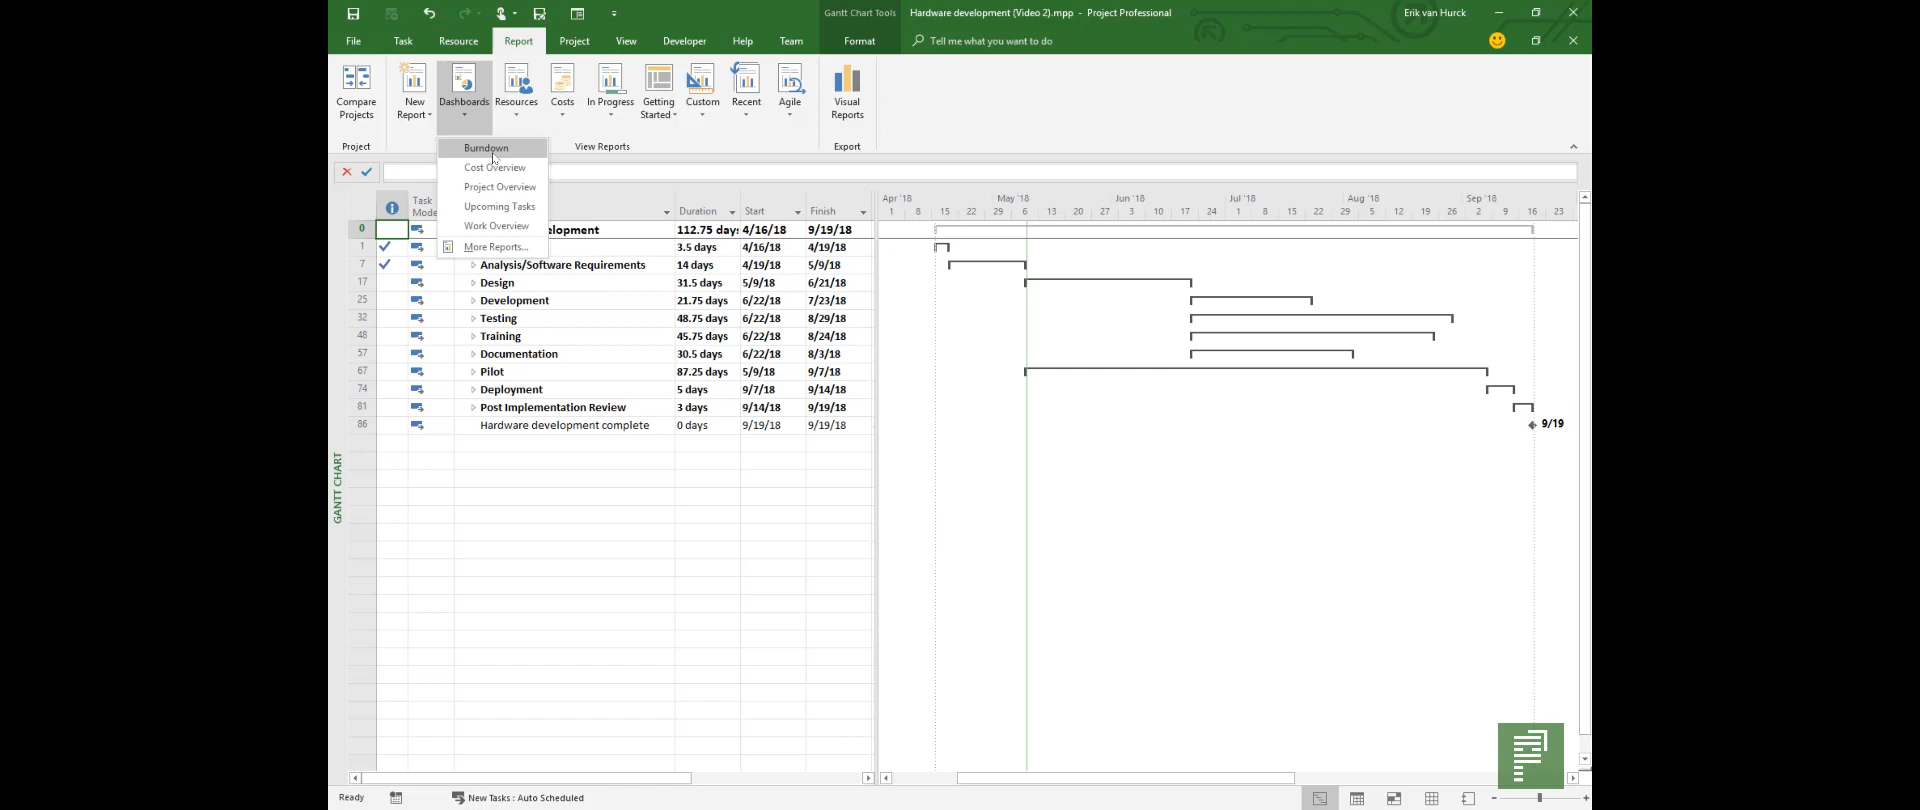 Gantt Chart Tools
Hardware development (Video 2).mpp - Project Professional
Erik van Hurck
File Task Resource Report Project View Developer Help Team Format Tell me what you want to do
Compare Projects
New Report
Dashboards
Resources
Costs
In Progress
Getting Started
Custom
Recent
Agile
Visual Reports
Project
View Reports
Export
Burndown
Cost Overview
Project Overview
Upcoming Tasks
Work Overview
More Reports...
Task Mode Duration Start Finish
Apr '18 May '18 Jun '18 Jul '18 Aug '18 Sep '18
1 8 15 22 29 6 13 20 27 3 10 17 24 1 8 15 22 29 5 12 19 26 2 9 16 23
0 elopment 112.75 days 4/16/18 9/19/18
1 3.5 days 4/16/18 4/19/18
7 Analysis/Software Requirements 14 days 4/19/18 5/9/18
17 Design 31.5 days 5/9/18 6/21/18
25 Development 21.75 days 6/22/18 7/23/18
32 Testing 48.75 days 6/22/18 8/29/18
48 Training 45.75 days 6/22/18 8/24/18
57 Documentation 30.5 days 6/22/18 8/3/18
67 Pilot 87.25 days 5/9/18 9/7/18
74 Deployment 5 days 9/7/18 9/14/18
81 Post Implementation Review 3 days 9/14/18 9/19/18
86 Hardware development complete 0 days 9/19/18 9/19/18
9/19
GANTT CHART
Ready New Tasks : Auto Scheduled